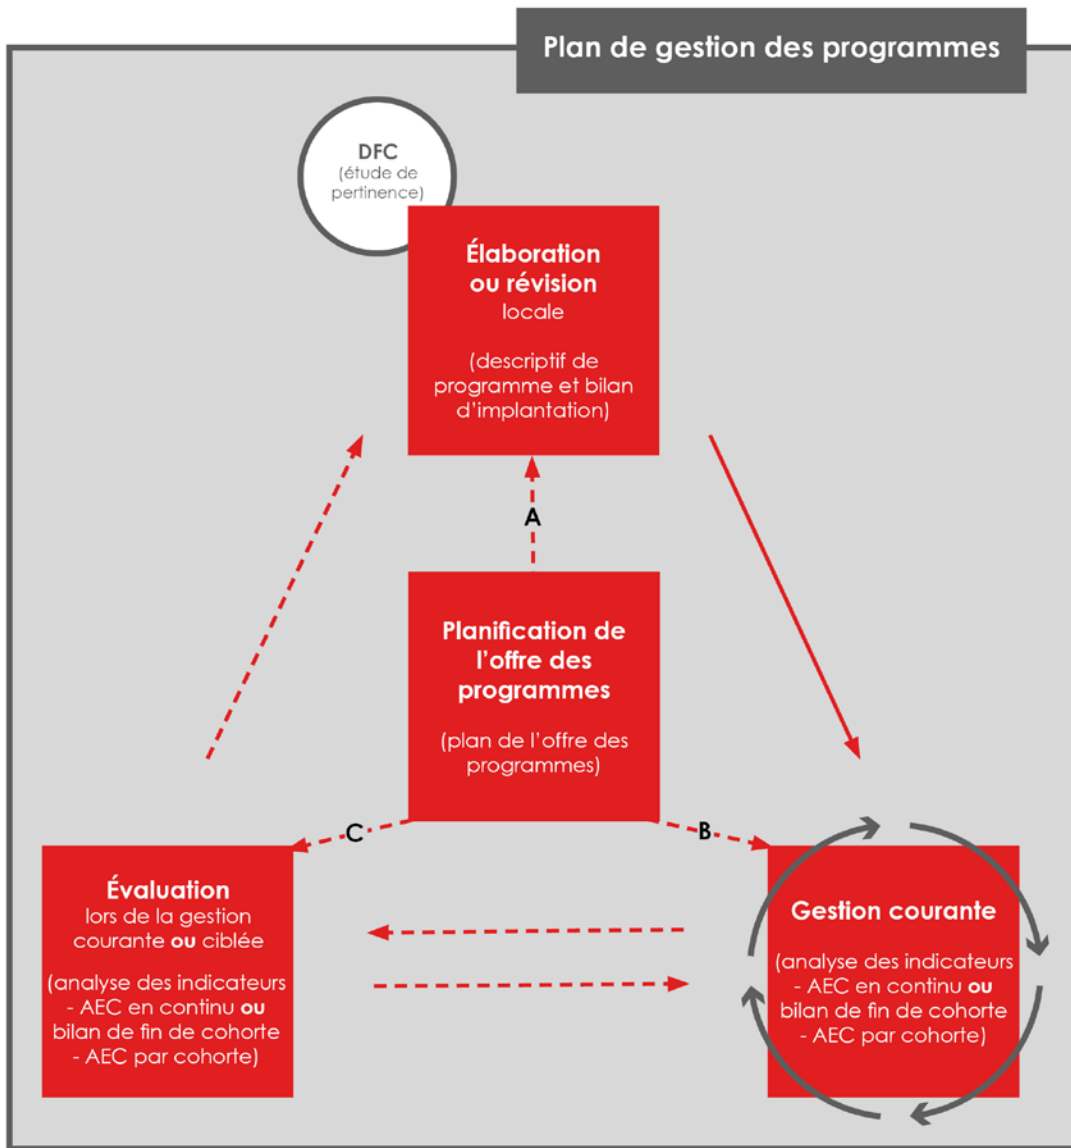 Plan de gestion des programmes
DFC
(étude de
pertinence)
Élaboration
ou révision
locale
(descriptif de
programme et bilan
d'implantation)
A
Planification de
l'offre des
programmes
(plan de l'offre des
programmes)
C
B
Évaluation
lors de la gestion
courante ou ciblée
(analyse des indicateurs
- AEC en continu ou
bilan de fin de cohorte
- AEC par cohorte)
Gestion courante
(analyse des indicateurs
- AEC en continu ou
bilan de fin de cohorte
- AEC par cohorte)